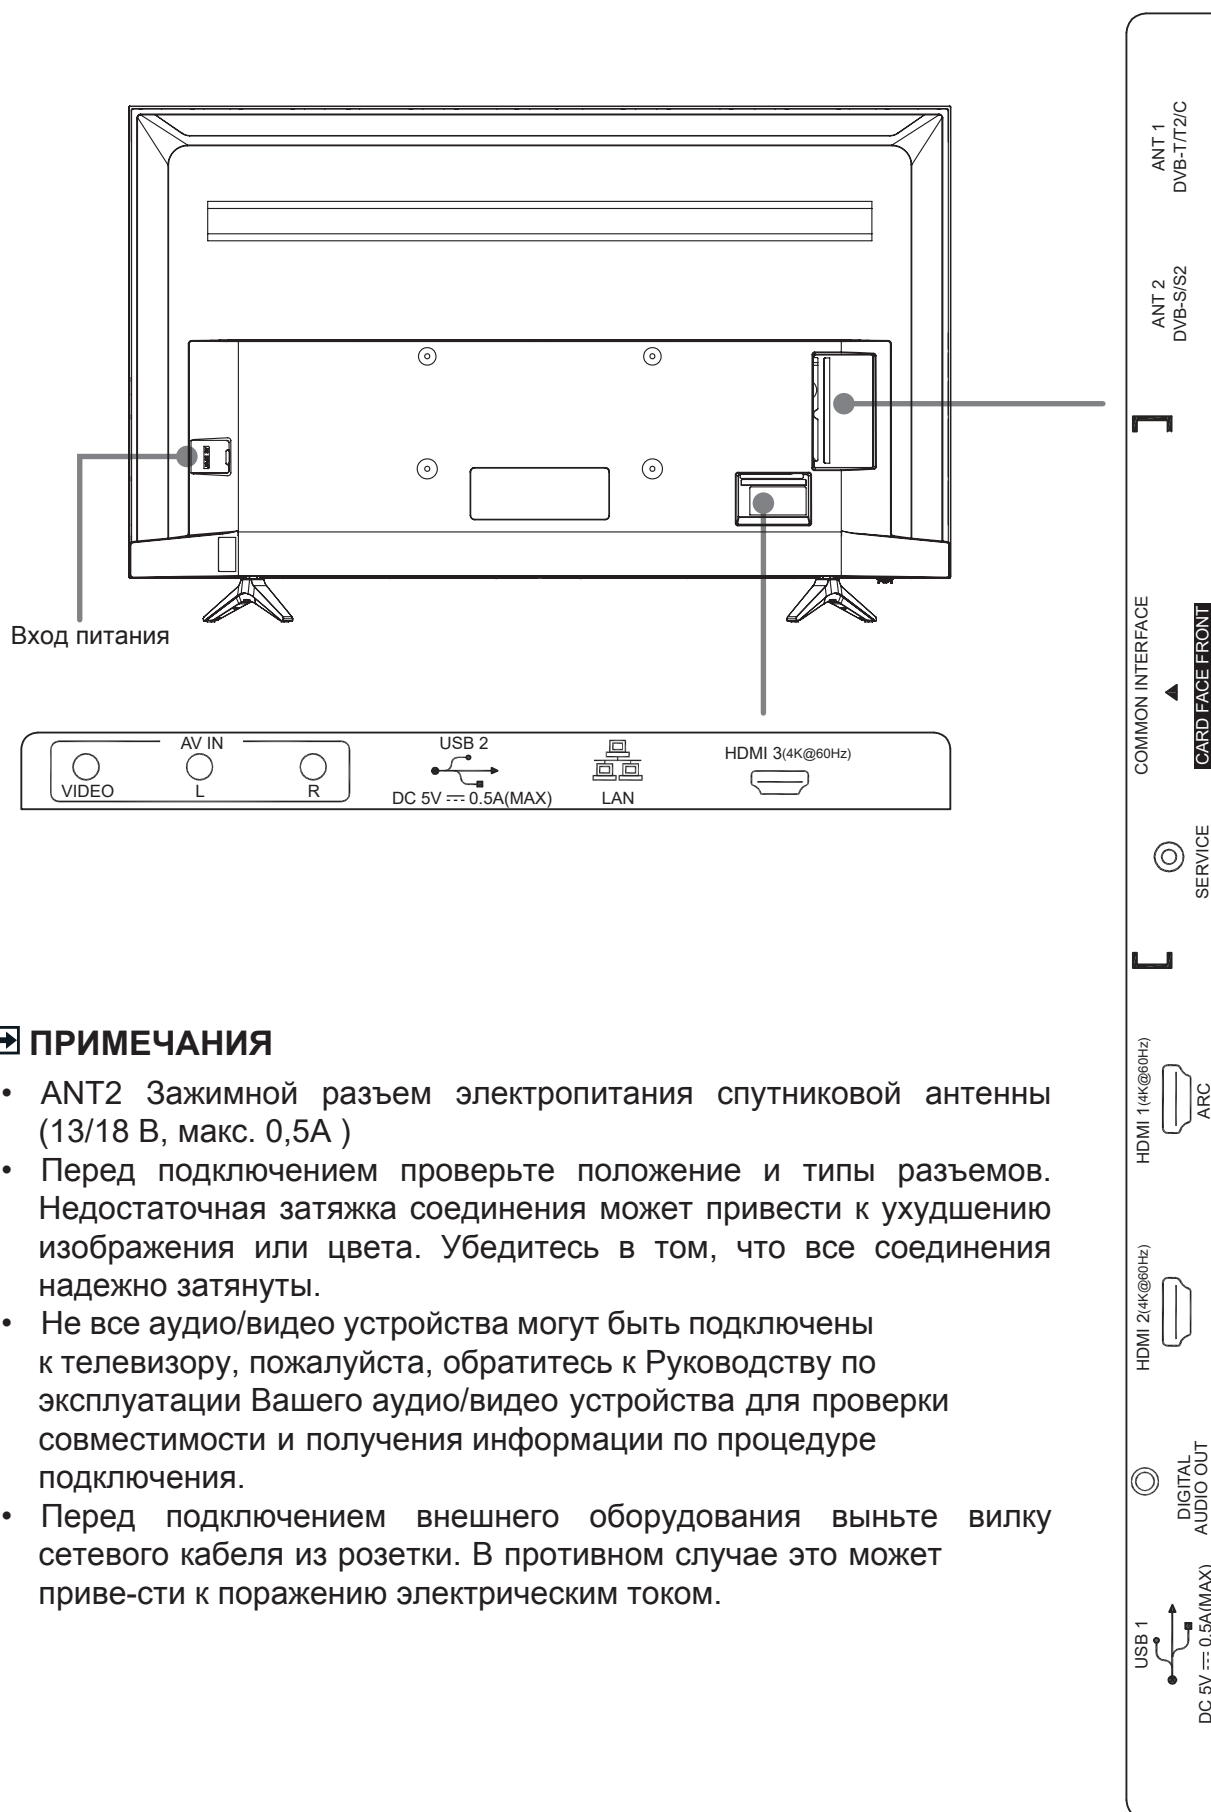 Вход питания
AV IN
VIDEO
L
R
USB 2
DC 5V ⎓ 0.5A(MAX)
LAN
HDMI 3(4K@60Hz)
ПРИМЕЧАНИЯ
• ANT2 Зажимной разъем электропитания спутниковой антенны
(13/18 В, макс. 0,5А )
• Перед подключением проверьте положение и типы разъемов.
Недостаточная затяжка соединения может привести к ухудшению
изображения или цвета. Убедитесь в том, что все соединения
надежно затянуты.
• Не все аудио/видео устройства могут быть подключены
к телевизору, пожалуйста, обратитесь к Руководству по
эксплуатации Вашего аудио/видео устройства для проверки
совместимости и получения информации по процедуре
подключения.
• Перед подключением внешнего оборудования выньте вилку
сетевого кабеля из розетки. В противном случае это может
приве-сти к поражению электрическим током.
ANT 1
DVB-T/T2/C
ANT 2
DVB-S/S2
COMMON INTERFACE
CARD FACE FRONT
SERVICE
HDMI 1(4K@60Hz)
ARC
HDMI 2(4K@60Hz)
DIGITAL
AUDIO OUT
USB 1
DC 5V ⎓ 0.5A(MAX)